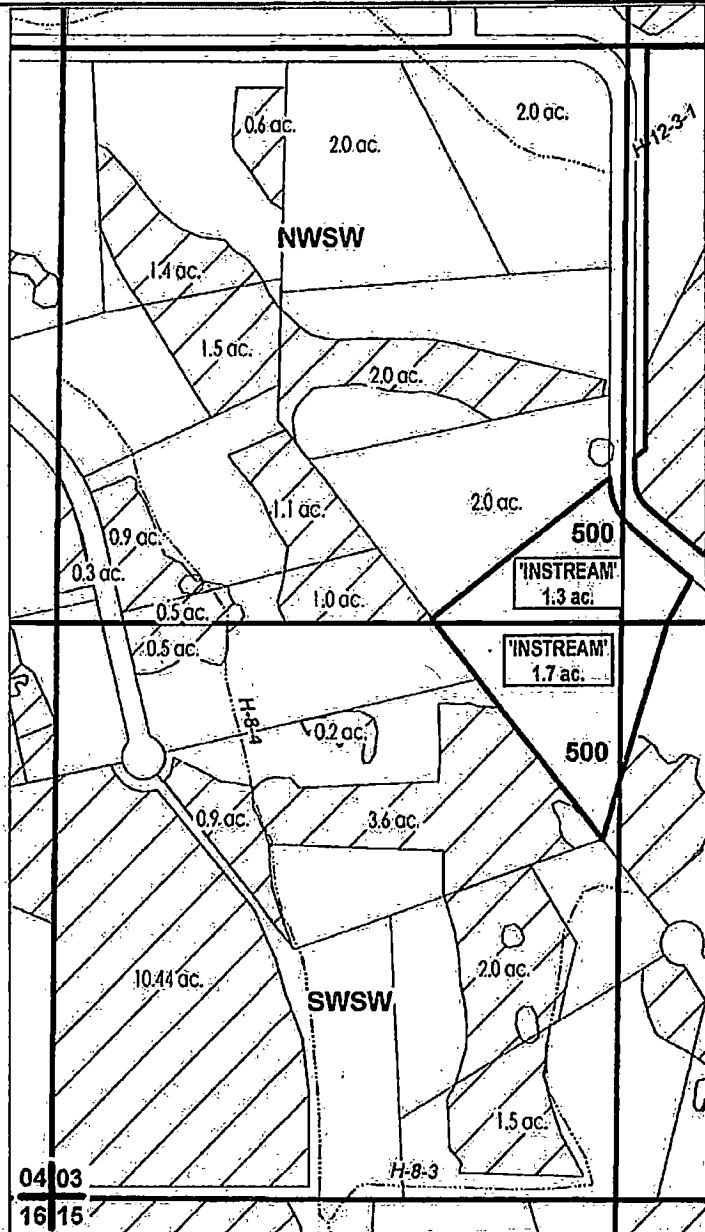 0.6 ac.
2.0 ac.
2.0 ac.
H-12-3-1
NWSW
1.4 ac.
1.5 ac.
2.0 ac.
2.0 ac.
1.1 ac.
500
0.9 ac.
0.3 ac.
'INSTREAM'
1.3 ac.
1.0 ac.
0.5 ac.
0.5 ac.
'INSTREAM'
1.7 ac.
H-8-4
0.2 ac.
500
0.9 ac.
3.6 ac.
2.0 ac.
10.44 ac.
SWSW
1.5 ac.
H-8-3
04 03
16 15